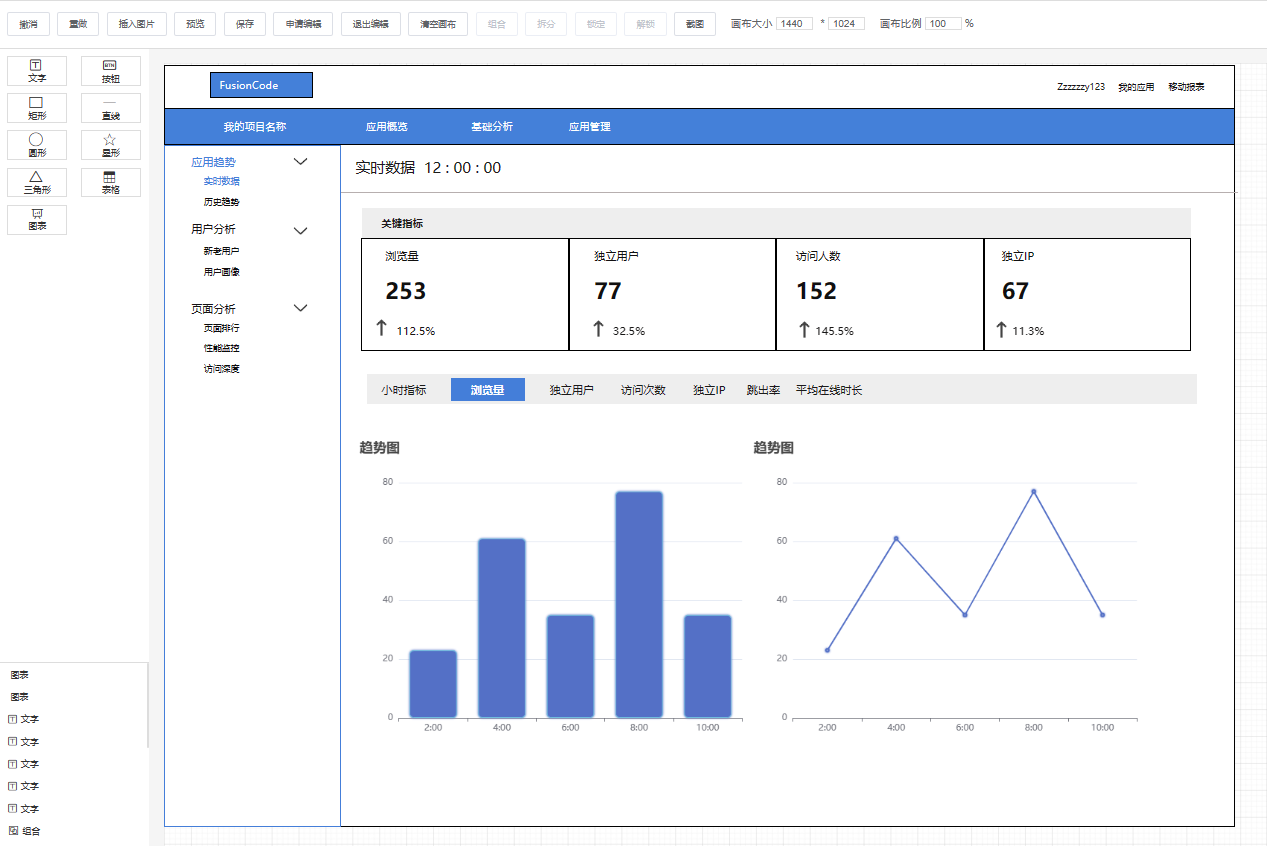 撤消 重做 插入图片 预览 保存 申请编辑 退出编辑 清空画布 组合 拆分 锁定 解锁 截图 画布大小 1440 * 1024 画布比例 100 %
文字 BTN 按钮
矩形 直线
圆形 星形
三角形 表格
图表
图表
图表
文字
文字
文字
文字
文字
组合
FusionCode
Zzzzzzy123 我的应用 移动报表
我的项目名称 应用概览 基础分析 应用管理
应用趋势
实时数据
历史趋势
用户分析
新老用户
用户画像
页面分析
页面排行
性能监控
访问深度
实时数据 12 : 00 : 00
关键指标
浏览量 独立用户 访问人数 独立IP
253 77 152 67
112.5% 32.5% 145.5% 11.3%
小时指标 浏览量 独立用户 访问次数 独立IP 跳出率 平均在线时长
趋势图
80
60
40
20
0
2:00 4:00 6:00 8:00 10:00
趋势图
80
60
40
20
0
2:00 4:00 6:00 8:00 10:00